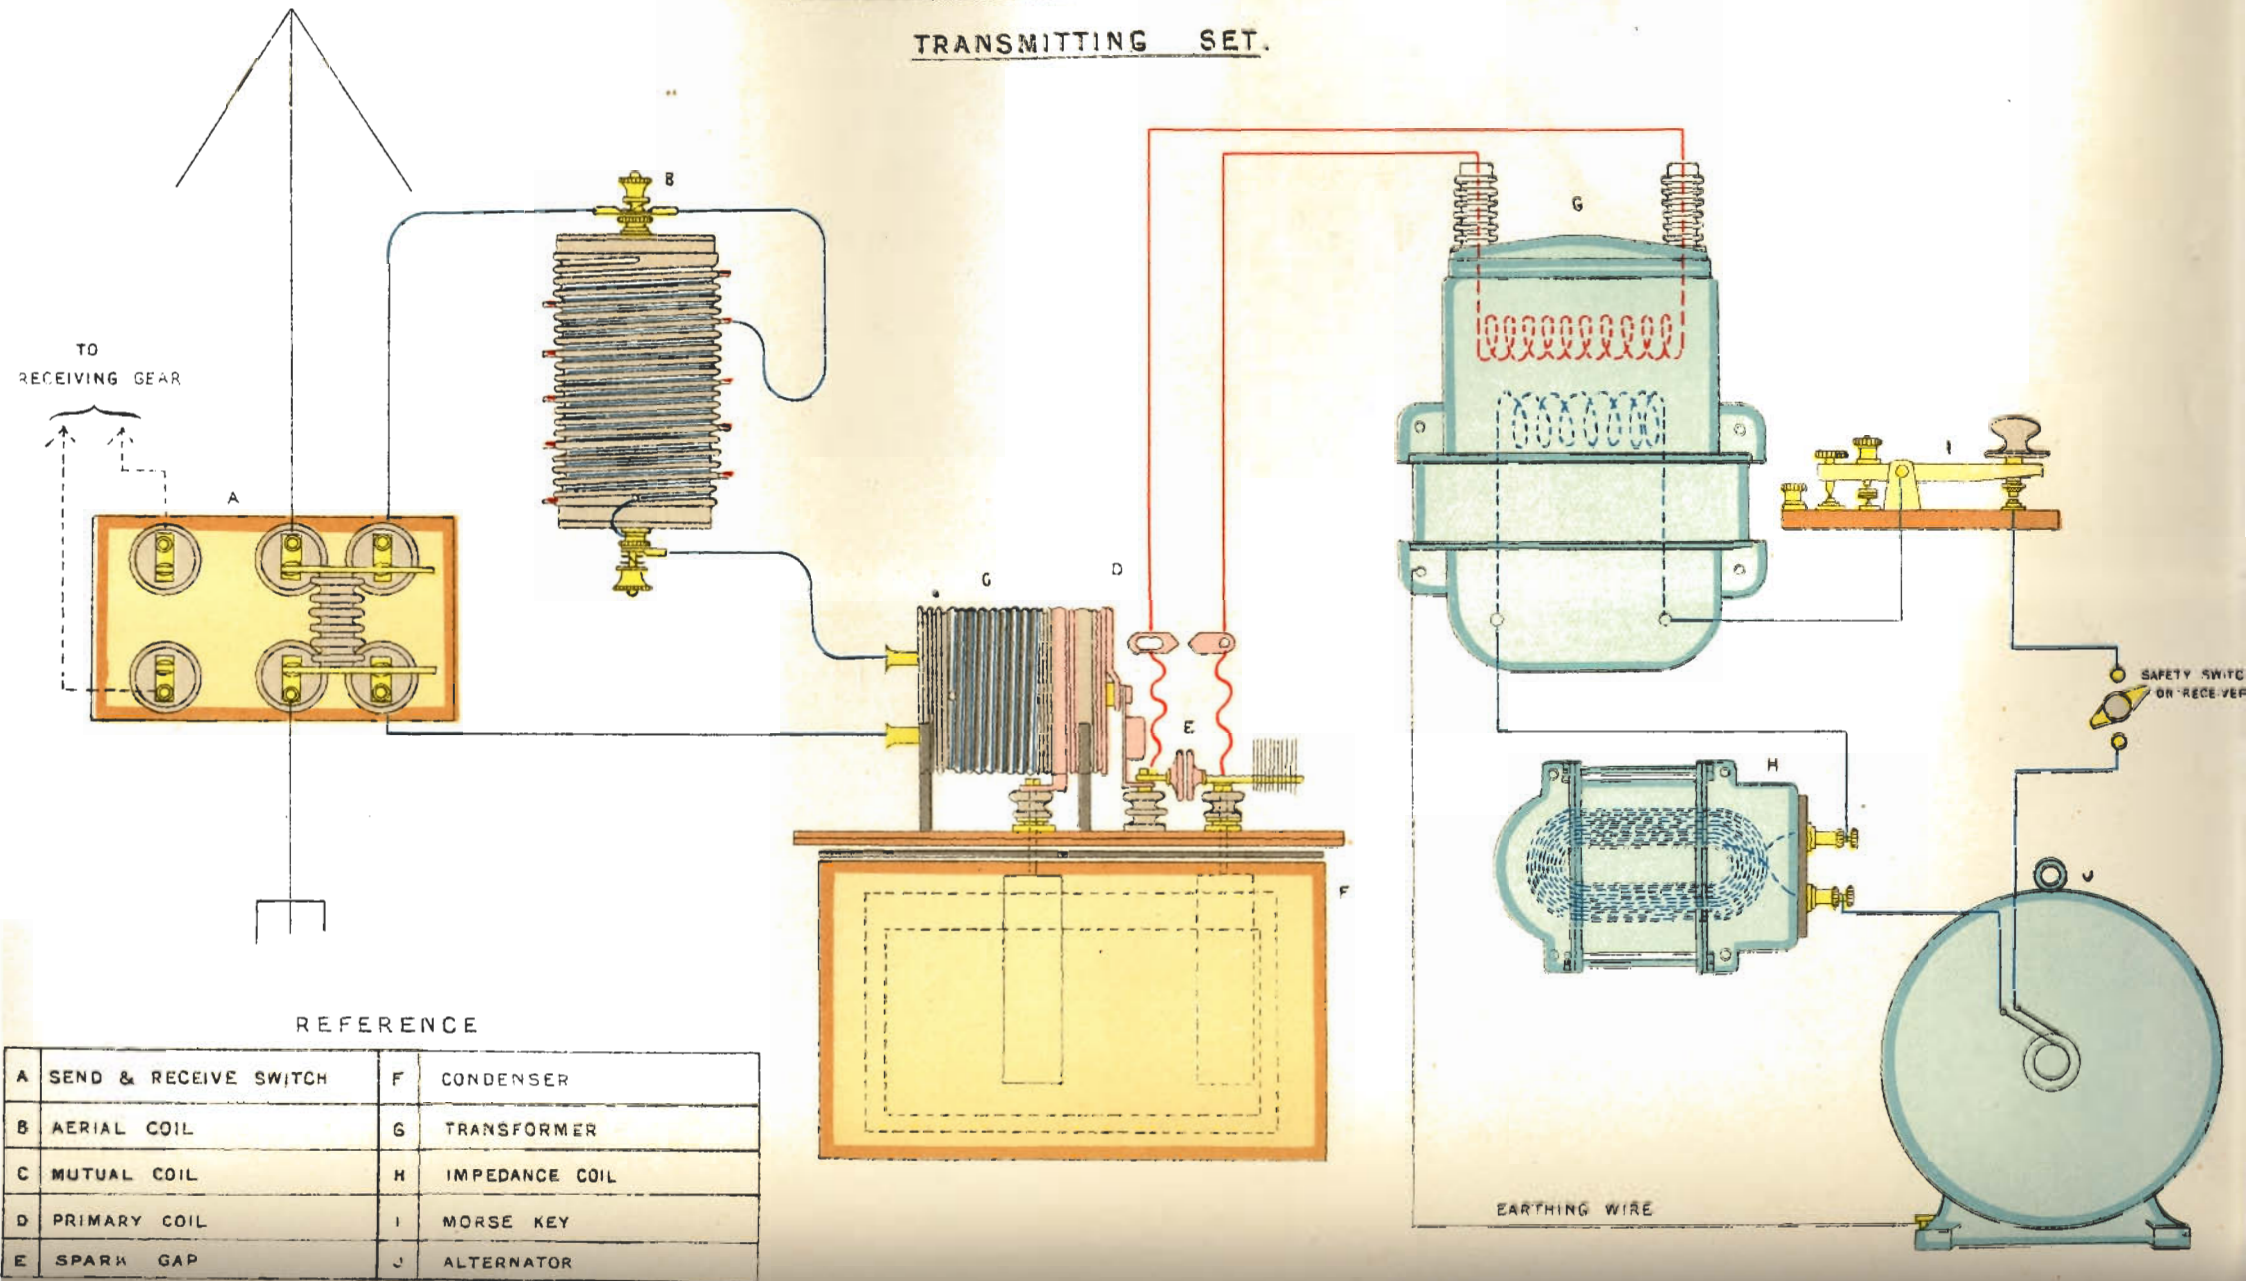 TRANSMITTING SET.
B
G
TO
RECEIVING GEAR
A
I
C
D
SAFETY SWITC
ON RECEIVER
E
H
J
F
EARTHING WIRE
REFERENCE
A SEND & RECEIVE SWITCH F CONDENSER
B AERIAL COIL G TRANSFORMER
C MUTUAL COIL H IMPEDANCE COIL
D PRIMARY COIL I MORSE KEY
E SPARK GAP J ALTERNATOR